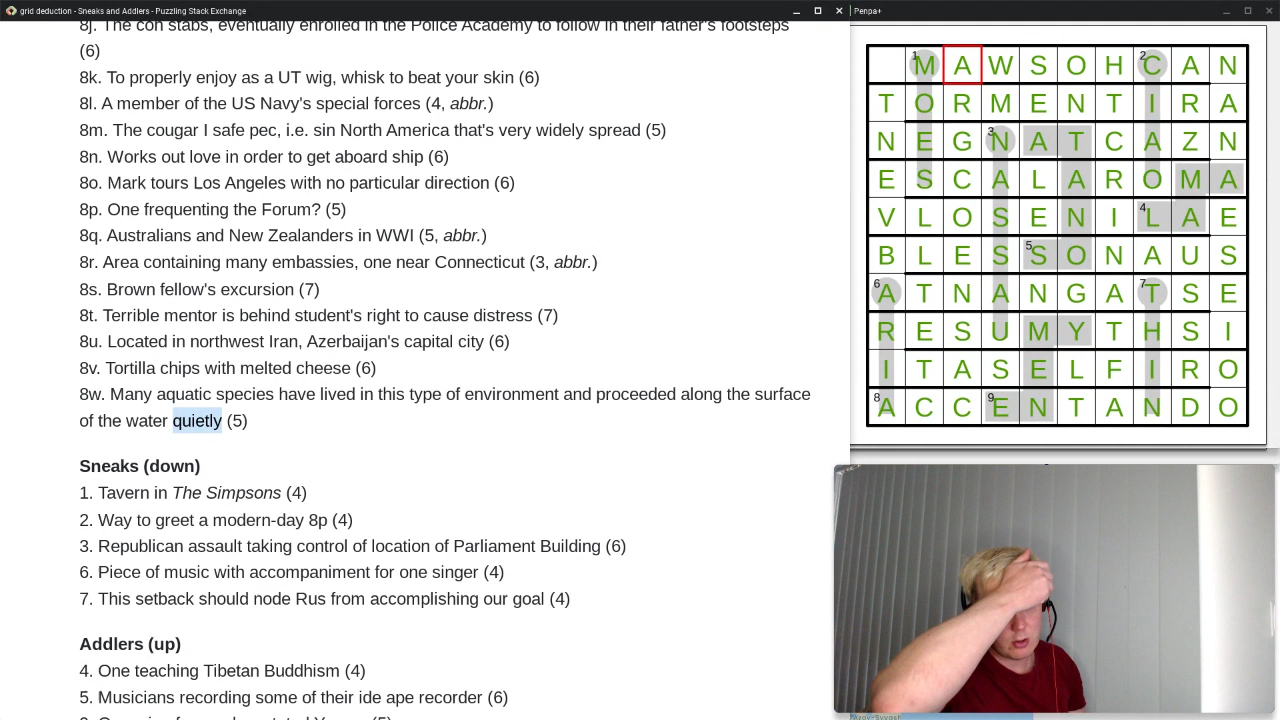 grid deduction - Sneaks and Addlers - Puzzling Stack Exchange
Penpa+
8j. The con stabs, eventually enrolled in the Police Academy to follow in their father's footsteps
(6)
8k. To properly enjoy as a UT wig, whisk to beat your skin (6)
8l. A member of the US Navy's special forces (4, abbr.)
8m. The cougar I safe pec, i.e. sin North America that's very widely spread (5)
8n. Works out love in order to get aboard ship (6)
8o. Mark tours Los Angeles with no particular direction (6)
8p. One frequenting the Forum? (5)
8q. Australians and New Zealanders in WWI (5, abbr.)
8r. Area containing many embassies, one near Connecticut (3, abbr.)
8s. Brown fellow's excursion (7)
8t. Terrible mentor is behind student's right to cause distress (7)
8u. Located in northwest Iran, Azerbaijan's capital city (6)
8v. Tortilla chips with melted cheese (6)
8w. Many aquatic species have lived in this type of environment and proceeded along the surface
of the water quietly (5)
Sneaks (down)
1. Tavern in The Simpsons (4)
2. Way to greet a modern-day 8p (4)
3. Republican assault taking control of location of Parliament Building (6)
6. Piece of music with accompaniment for one singer (4)
7. This setback should node Rus from accomplishing our goal (4)
Addlers (up)
4. One teaching Tibetan Buddhism (4)
5. Musicians recording some of their ide ape recorder (6)
1 M A W S O H 2 C A N
T O R M E N T I R A
N E G 3 N A T C A Z N
E S C A L A R O M A
V L O S E N I 4 L A E
B L E S 5 S O N A U S
6 A T N A N G A 7 T S E
R E S U M Y T H S I
I T A S E L F I R O
8 A C C 9 E N T A N D O